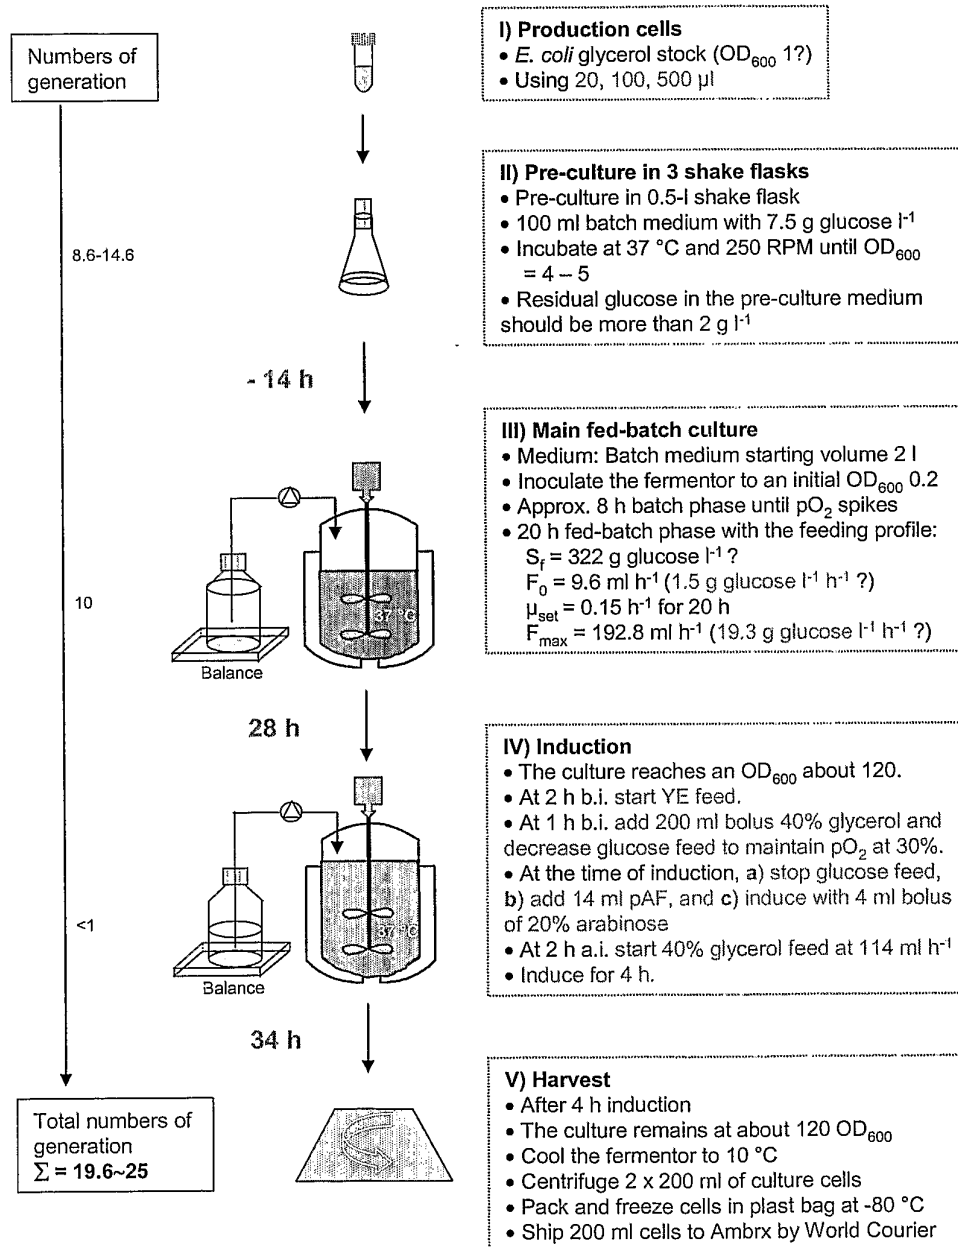 Numbers of
generation
I) Production cells
• E. coli glycerol stock (OD600 1?)
• Using 20, 100, 500 µl
II) Pre-culture in 3 shake flasks
• Pre-culture in 0.5-l shake flask
• 100 ml batch medium with 7.5 g glucose l-1
• Incubate at 37 °C and 250 RPM until OD600
= 4 – 5
• Residual glucose in the pre-culture medium
should be more than 2 g l-1
8.6-14.6
- 14 h
III) Main fed-batch culture
• Medium: Batch medium starting volume 2 l
• Inoculate the fermentor to an initial OD600 0.2
• Approx. 8 h batch phase until pO2 spikes
• 20 h fed-batch phase with the feeding profile:
Sf = 322 g glucose l-1 ?
F0 = 9.6 ml h-1 (1.5 g glucose l-1 h-1 ?)
µset = 0.15 h-1 for 20 h
Fmax = 192.8 ml h-1 (19.3 g glucose l-1 h-1 ?)
10
37 °C
Balance
28 h
IV) Induction
• The culture reaches an OD600 about 120.
• At 2 h b.i. start YE feed.
• At 1 h b.i. add 200 ml bolus 40% glycerol and
decrease glucose feed to maintain pO2 at 30%.
• At the time of induction, a) stop glucose feed,
b) add 14 ml pAF, and c) induce with 4 ml bolus
of 20% arabinose
• At 2 h a.i. start 40% glycerol feed at 114 ml h-1
• Induce for 4 h.
<1
37 °C
Balance
34 h
V) Harvest
• After 4 h induction
• The culture remains at about 120 OD600
• Cool the fermentor to 10 °C
• Centrifuge 2 x 200 ml of culture cells
• Pack and freeze cells in plast bag at -80 °C
• Ship 200 ml cells to Ambrx by World Courier
Total numbers of
generation
Σ = 19.6~25